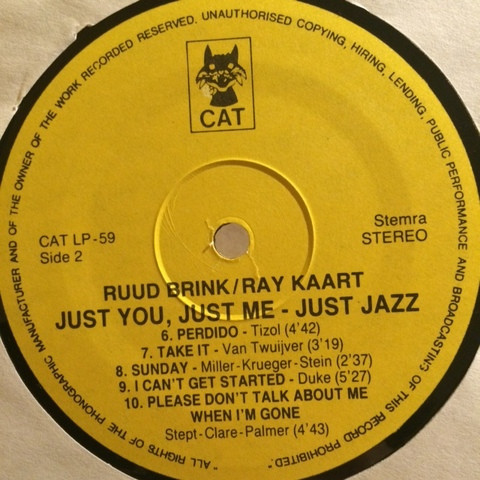 "ALL RIGHTS OF THE PHONOGRAPHIC MANUFACTURER AND OF THE OWNER OF THE WORK RECORDED RESERVED. UNAUTHORISED COPYING, HIRING, LENDING, PUBLIC PERFORMANCE AND BROADCASTING OF THIS RECORD PROHIBITED."
CAT
CAT LP-59
Side 2
Stemra
STEREO
RUUD BRINK/RAY KAART
JUST YOU, JUST ME - JUST JAZZ
6. PERDIDO - Tizol (4'42)
7. TAKE IT - Van Twuijver (3'19)
8. SUNDAY - Miller-Krueger-Stein (2'37)
9. I CAN'T GET STARTED - Duke (5'27)
10. PLEASE DON'T TALK ABOUT ME
WHEN I'M GONE
Stept-Clare-Palmer (4'43)